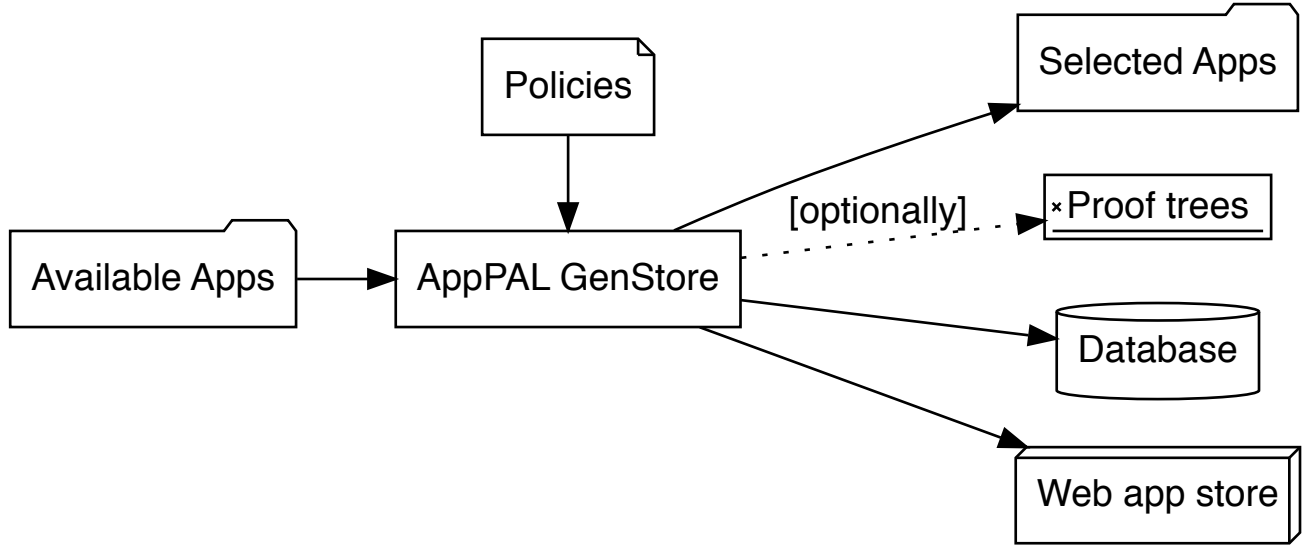 Selected Apps
Policies
[optionally]
Proof trees
Available Apps
AppPAL GenStore
Database
Web app store